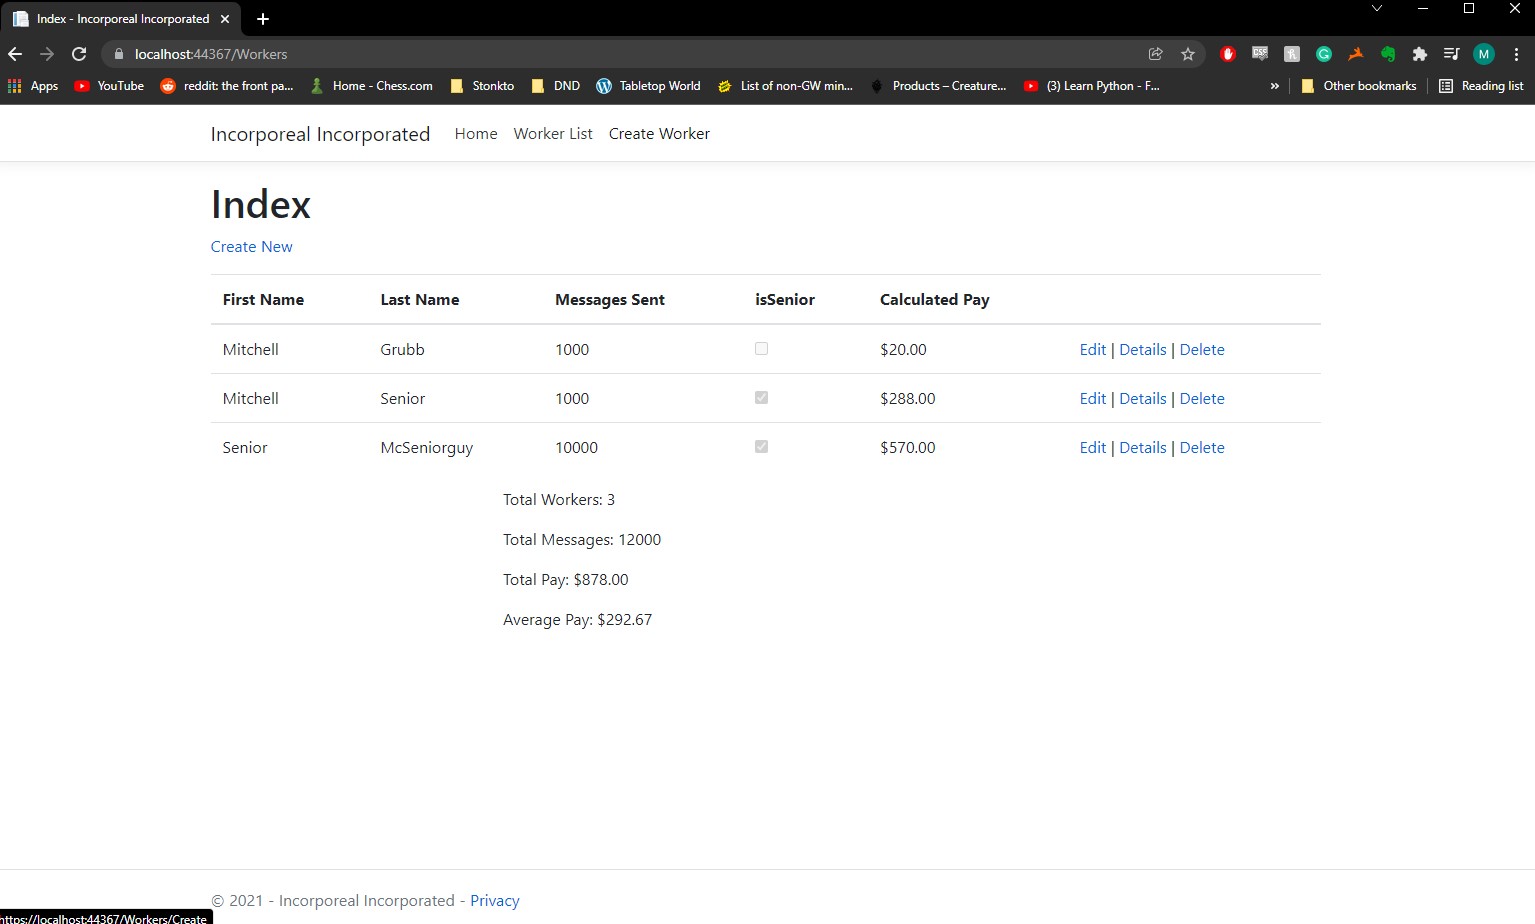 Index - Incorporeal Incorporated
localhost:44367/Workers
M
Apps YouTube reddit: the front pa... Home - Chess.com Stonkto DND Tabletop World List of non-GW min... Products – Creature... (3) Learn Python - F... » Other bookmarks Reading list
Incorporeal Incorporated Home Worker List Create Worker
Index
Create New
First Name Last Name Messages Sent isSenior Calculated Pay
Mitchell Grubb 1000 $20.00 Edit | Details | Delete
Mitchell Senior 1000 $288.00 Edit | Details | Delete
Senior McSeniorguy 10000 $570.00 Edit | Details | Delete
Total Workers: 3
Total Messages: 12000
Total Pay: $878.00
Average Pay: $292.67
© 2021 - Incorporeal Incorporated - Privacy
https://localhost:44367/Workers/Create